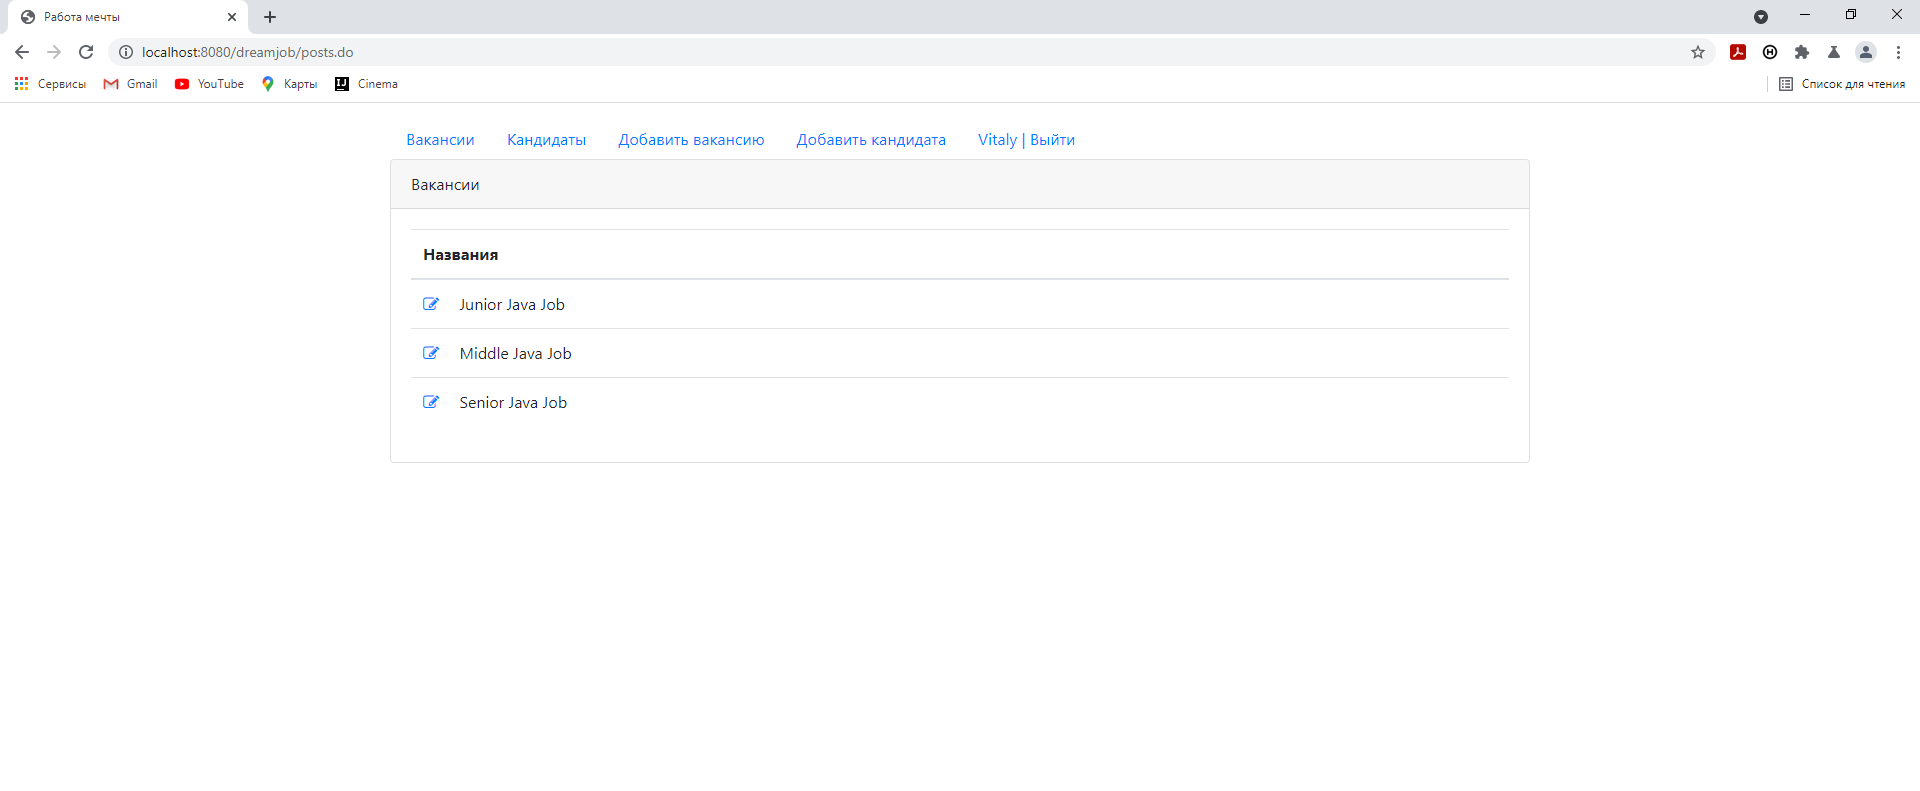 Работа мечты
localhost:8080/dreamjob/posts.do
Сервисы Gmail YouTube Карты Cinema Список для чтения
Вакансии Кандидаты Добавить вакансию Добавить кандидата Vitaly | Выйти
Вакансии
Названия
Junior Java Job
Middle Java Job
Senior Java Job